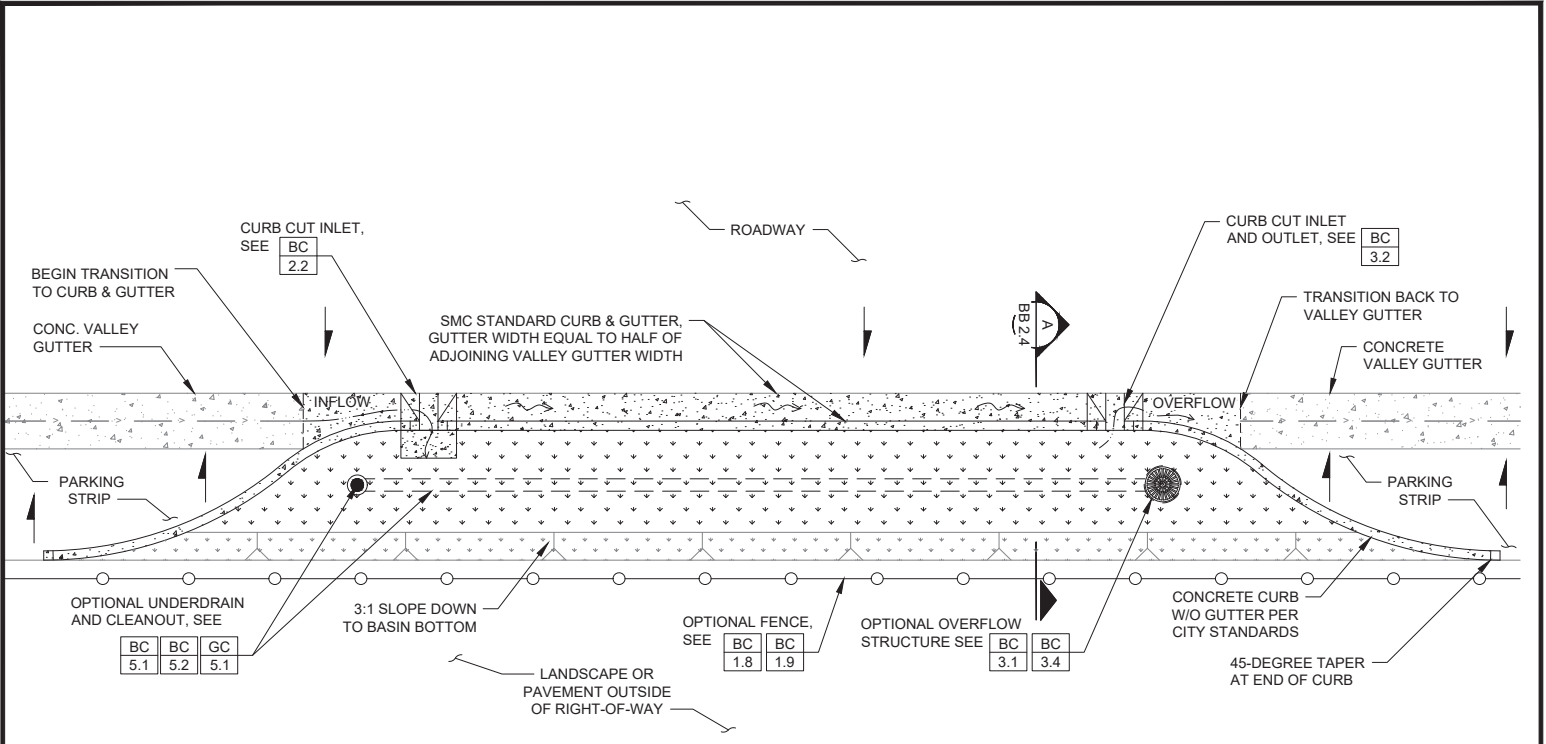 ROADWAY
CURB CUT INLET,
SEE BC
2.2
CURB CUT INLET
AND OUTLET, SEE BC
3.2
BEGIN TRANSITION
TO CURB & GUTTER
CONC. VALLEY
GUTTER
SMC STANDARD CURB & GUTTER,
GUTTER WIDTH EQUAL TO HALF OF
ADJOINING VALLEY GUTTER WIDTH
A
BB 2.4
TRANSITION BACK TO
VALLEY GUTTER
CONCRETE
VALLEY GUTTER
INFLOW
OVERFLOW
PARKING
STRIP
PARKING
STRIP
OPTIONAL UNDERDRAIN
AND CLEANOUT, SEE
BC BC GC
5.1 5.2 5.1
3:1 SLOPE DOWN
TO BASIN BOTTOM
OPTIONAL FENCE,
SEE BC BC
1.8 1.9
OPTIONAL OVERFLOW
STRUCTURE SEE BC BC
3.1 3.4
CONCRETE CURB
W/O GUTTER PER
CITY STANDARDS
45-DEGREE TAPER
AT END OF CURB
LANDSCAPE OR
PAVEMENT OUTSIDE
OF RIGHT-OF-WAY